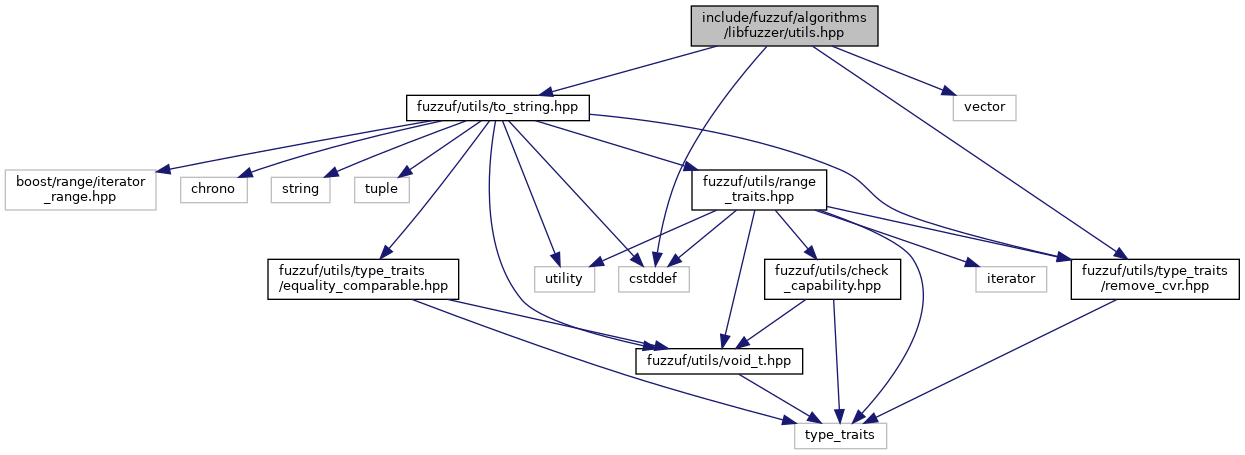 include/fuzzuf/algorithms
/libfuzzer/utils.hpp
fuzzuf/utils/to_string.hpp
vector
boost/range/iterator
_range.hpp
chrono
string
tuple
fuzzuf/utils/range
_traits.hpp
fuzzuf/utils/type_traits
/equality_comparable.hpp
utility
cstddef
fuzzuf/utils/check
_capability.hpp
iterator
fuzzuf/utils/type_traits
/remove_cvr.hpp
fuzzuf/utils/void_t.hpp
type_traits